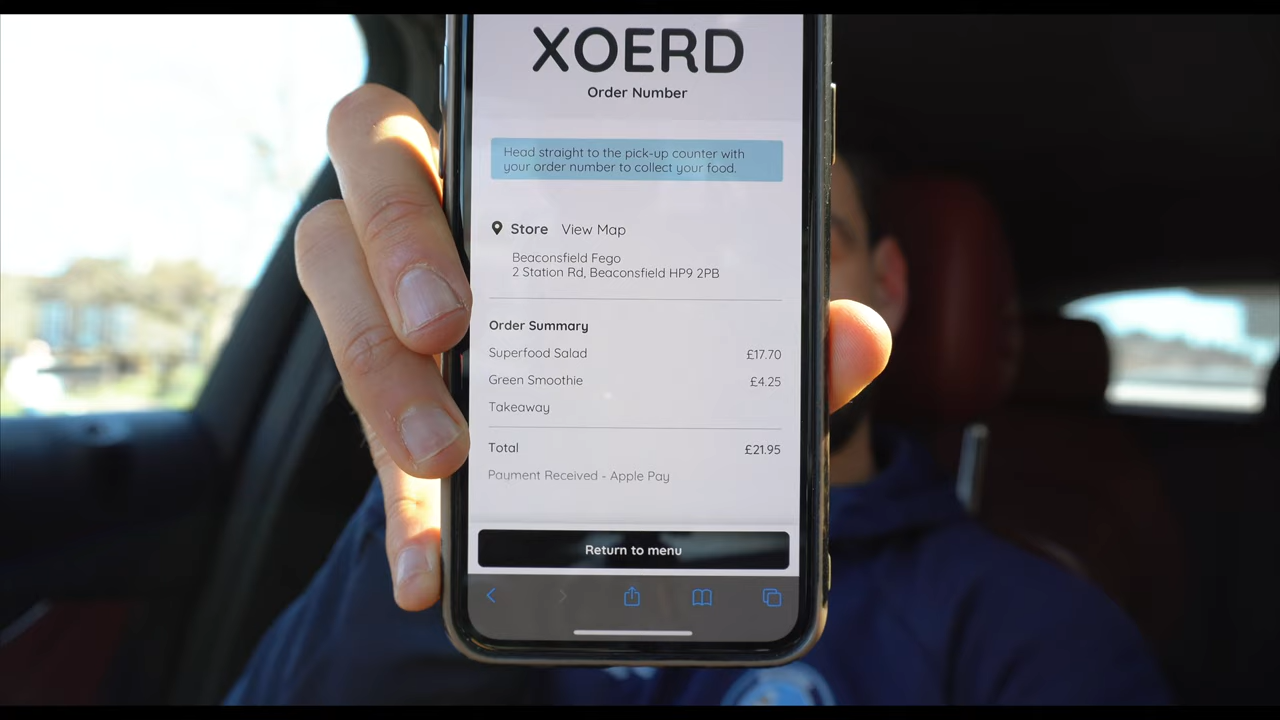 XOERD
Order Number
Head straight to the pick-up counter with
your order number to collect your food.
Store View Map
Beaconsfield Fego
2 Station Rd, Beaconsfield HP9 2PB
Order Summary
Superfood Salad £17.70
Green Smoothie £4.25
Takeaway
Total £21.95
Payment Received - Apple Pay
Return to menu